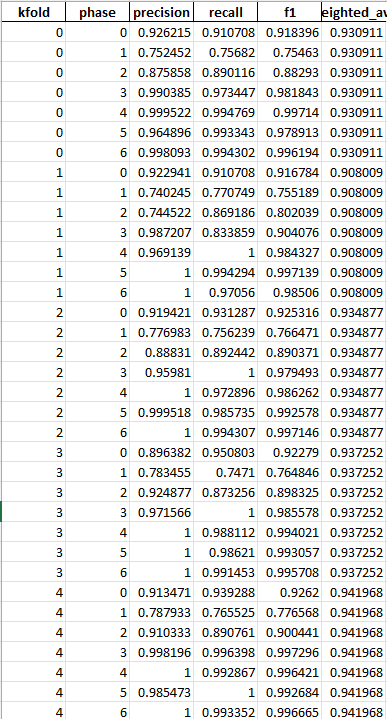 kfold phase precision recall f1 eighted_av
0 0 0.926215 0.910708 0.918396 0.930911
0 1 0.752452 0.75682 0.75463 0.930911
0 2 0.875858 0.890116 0.88293 0.930911
0 3 0.990385 0.973447 0.981843 0.930911
0 4 0.999522 0.994769 0.99714 0.930911
0 5 0.964896 0.993343 0.978913 0.930911
0 6 0.998093 0.994302 0.996194 0.930911
1 0 0.922941 0.910708 0.916784 0.908009
1 1 0.740245 0.770749 0.755189 0.908009
1 2 0.744522 0.869186 0.802039 0.908009
1 3 0.987207 0.833859 0.904076 0.908009
1 4 0.969139 1 0.984327 0.908009
1 5 1 0.994294 0.997139 0.908009
1 6 1 0.97056 0.98506 0.908009
2 0 0.919421 0.931287 0.925316 0.934877
2 1 0.776983 0.756239 0.766471 0.934877
2 2 0.88831 0.892442 0.890371 0.934877
2 3 0.95981 1 0.979493 0.934877
2 4 1 0.972896 0.986262 0.934877
2 5 0.999518 0.985735 0.992578 0.934877
2 6 1 0.994307 0.997146 0.934877
3 0 0.896382 0.950803 0.92279 0.937252
3 1 0.783455 0.7471 0.764846 0.937252
3 2 0.924877 0.873256 0.898325 0.937252
3 3 0.971566 1 0.985578 0.937252
3 4 1 0.988112 0.994021 0.937252
3 5 1 0.98621 0.993057 0.937252
3 6 1 0.991453 0.995708 0.937252
4 0 0.913471 0.939288 0.9262 0.941968
4 1 0.787933 0.765525 0.776568 0.941968
4 2 0.910333 0.890761 0.900441 0.941968
4 3 0.998196 0.996398 0.997296 0.941968
4 4 1 0.992867 0.996421 0.941968
4 5 0.985473 1 0.992684 0.941968
4 6 1 0.993352 0.996665 0.941968